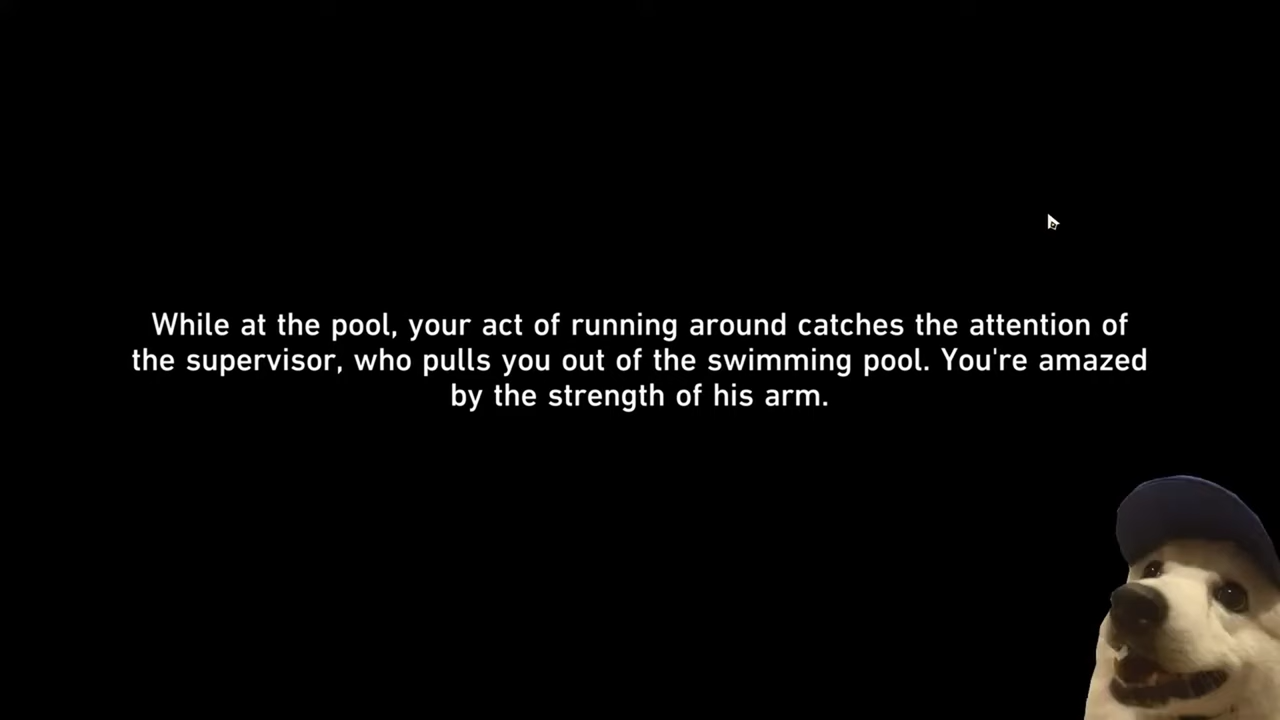 While at the pool, your act of running around catches the attention of
the supervisor, who pulls you out of the swimming pool. You're amazed
by the strength of his arm.